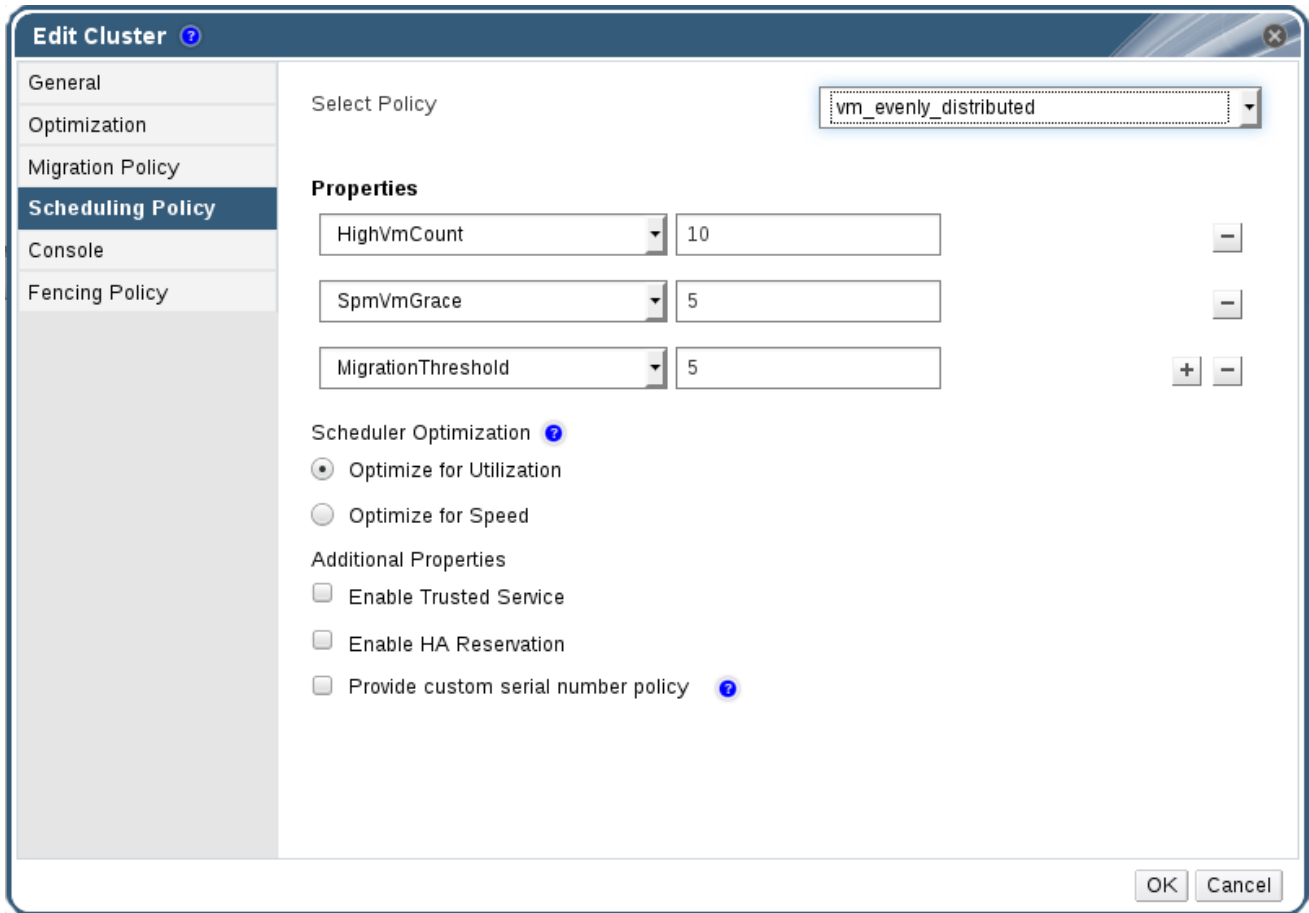 Edit Cluster ?
General
Optimization
Migration Policy
Scheduling Policy
Console
Fencing Policy
Select Policy vm_evenly_distributed
Properties
HighVmCount 10 −
SpmVmGrace 5 −
MigrationThreshold 5 + −
Scheduler Optimization ?
Optimize for Utilization
Optimize for Speed
Additional Properties
Enable Trusted Service
Enable HA Reservation
Provide custom serial number policy ?
OK Cancel